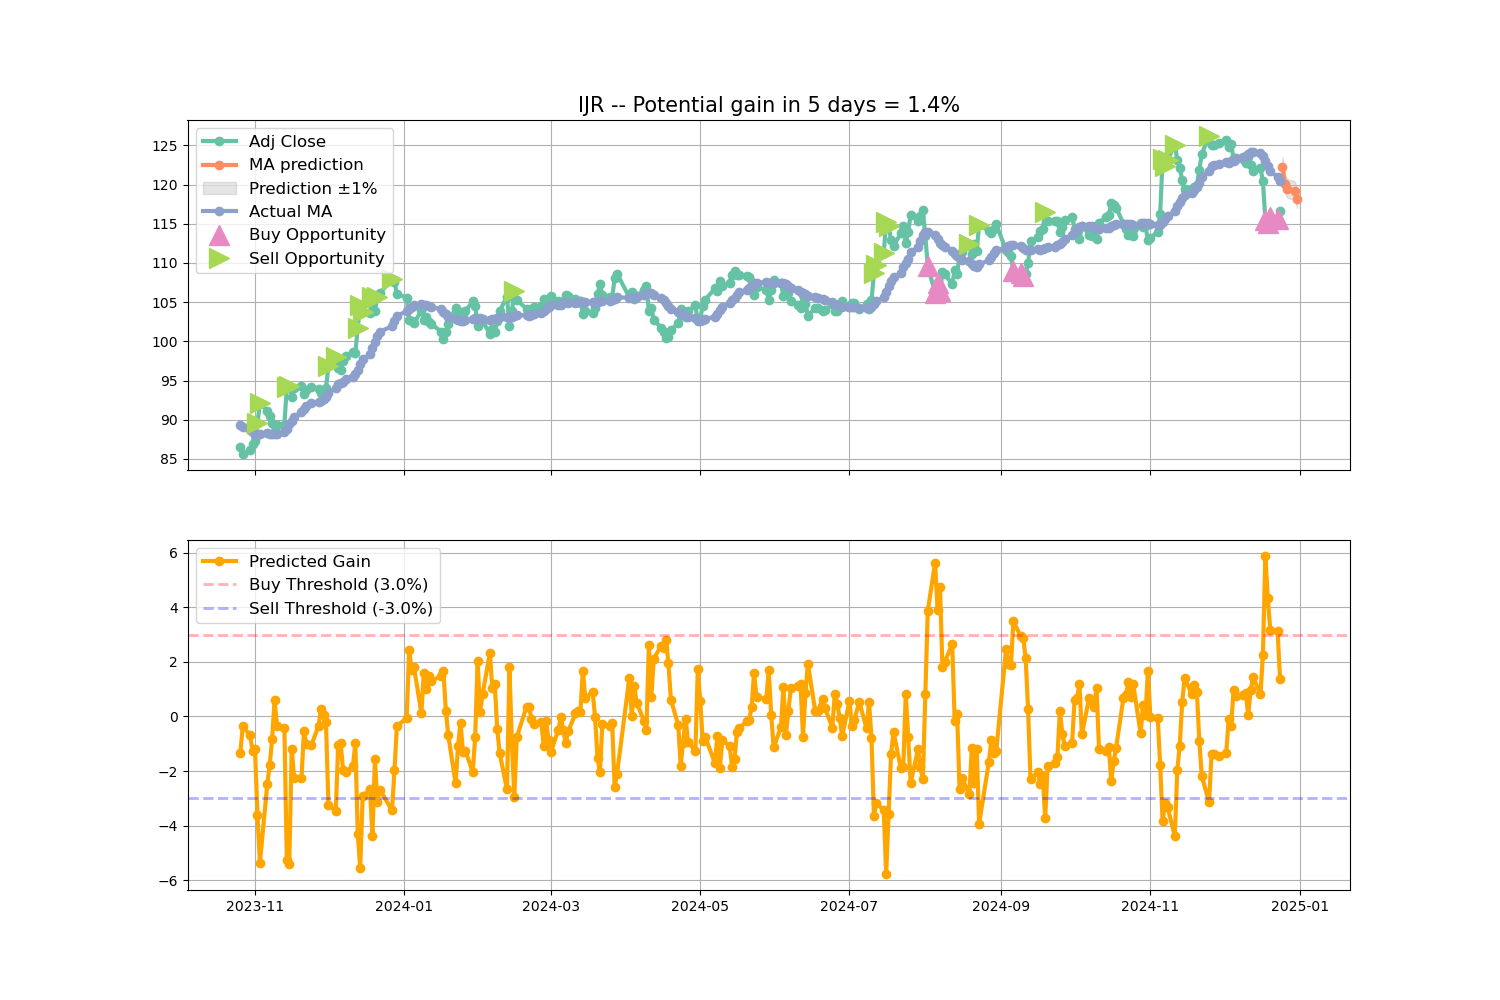 IJR -- Potential gain in 5 days = 1.4%
Adj Close
MA prediction
Prediction ±1%
Actual MA
Buy Opportunity
Sell Opportunity
125
120
115
110
105
100
95
90
85
Predicted Gain
Buy Threshold (3.0%)
Sell Threshold (-3.0%)
6
4
2
0
−2
−4
−6
2023-11
2024-01
2024-03
2024-05
2024-07
2024-09
2024-11
2025-01